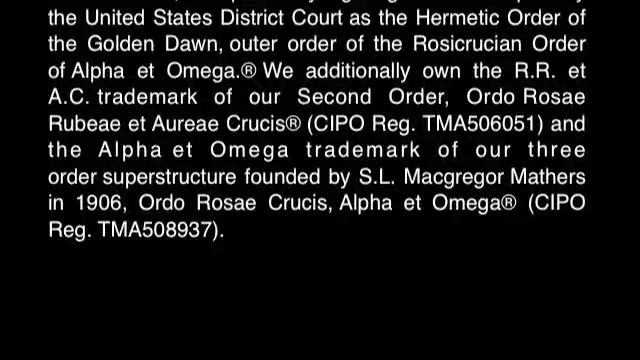 the United States District Court as the Hermetic Order of
the Golden Dawn, outer order of the Rosicrucian Order
of Alpha et Omega.® We additionally own the R.R. et
A.C. trademark of our Second Order, Ordo Rosae
Rubeae et Aureae Crucis® (CIPO Reg. TMA506051) and
the Alpha et Omega trademark of our three
order superstructure founded by S.L. Macgregor Mathers
in 1906, Ordo Rosae Crucis, Alpha et Omega® (CIPO
Reg. TMA508937).